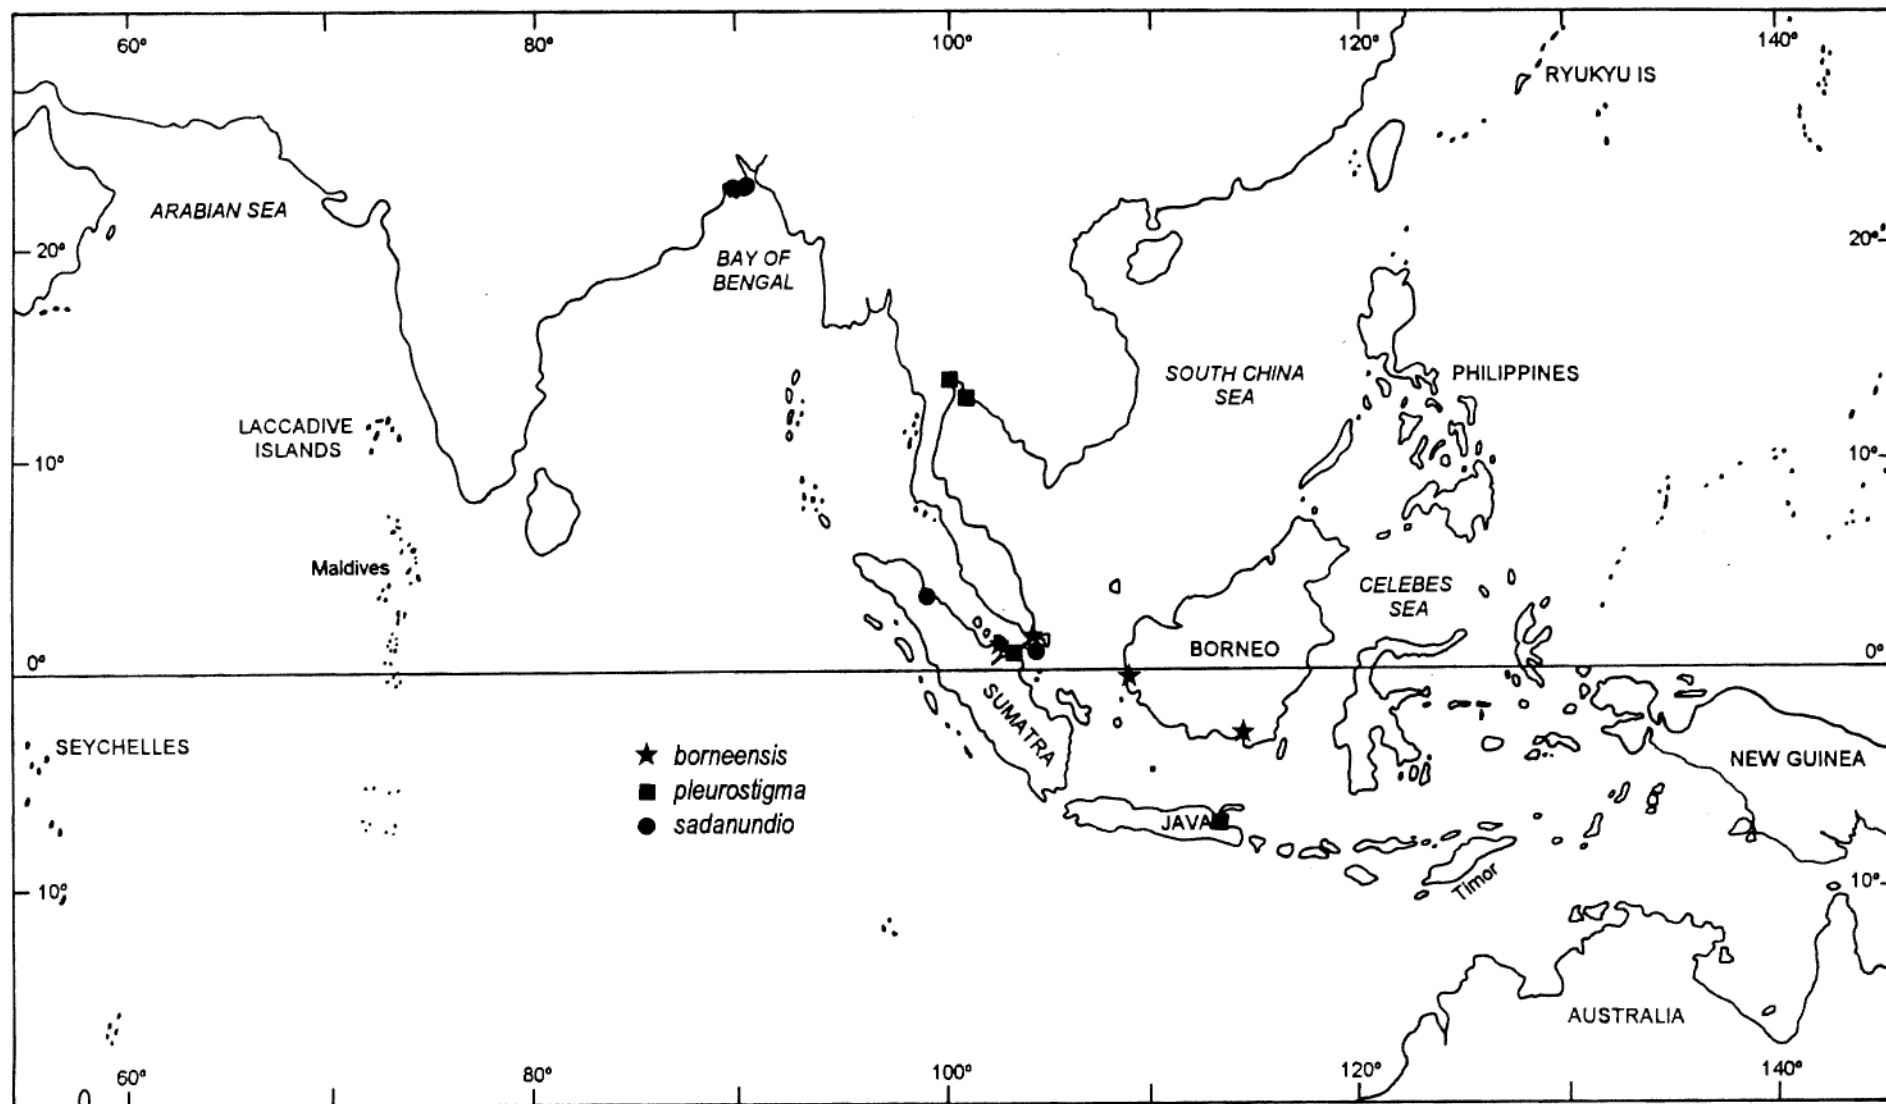 60° 80° 100° 120° 140°
RYUKYU IS
ARABIAN SEA
20° 20°
BAY OF
BENGAL
SOUTH CHINA
SEA
PHILIPPINES
LACCADIVE
ISLANDS
10° 10°
Maldives
CELEBES
SEA
BORNEO
0° 0°
SUMATRA
SEYCHELLES
borneensis
pleurostigma
sadanundio
NEW GUINEA
JAVA
Timor
10° 10°
AUSTRALIA
60° 80° 100° 120° 140°